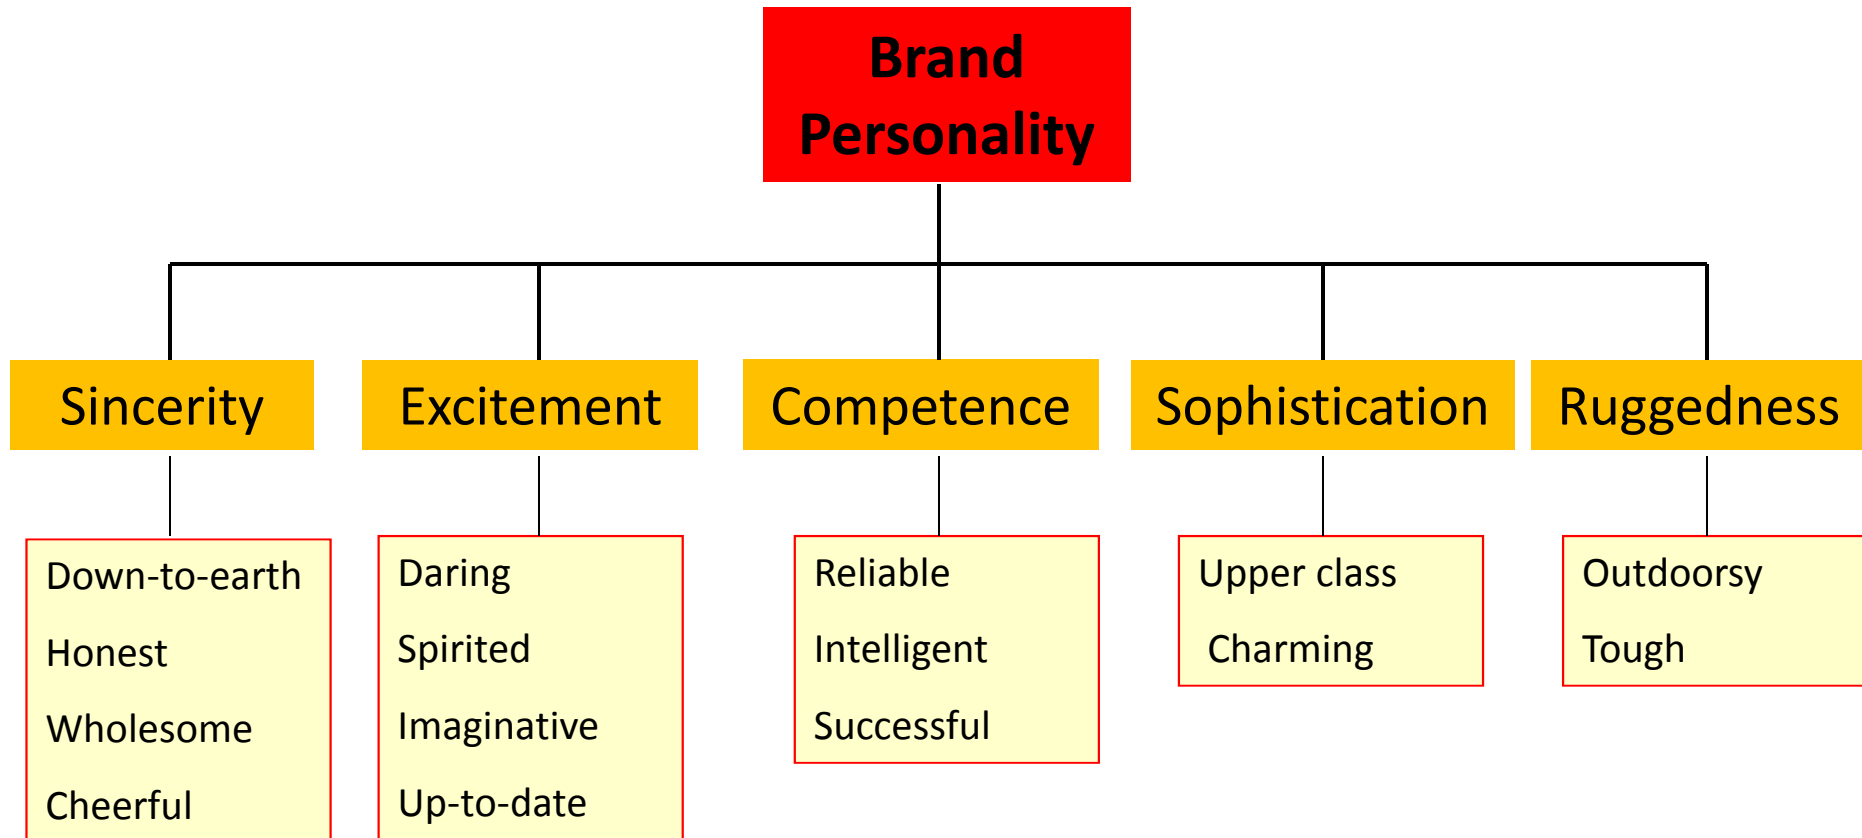 Brand
Personality
Sincerity
Excitement
Competence
Sophistication
Ruggedness
Down-to-earth
Honest
Wholesome
Cheerful
Daring
Spirited
Imaginative
Up-to-date
Reliable
Intelligent
Successful
Upper class
Charming
Outdoorsy
Tough